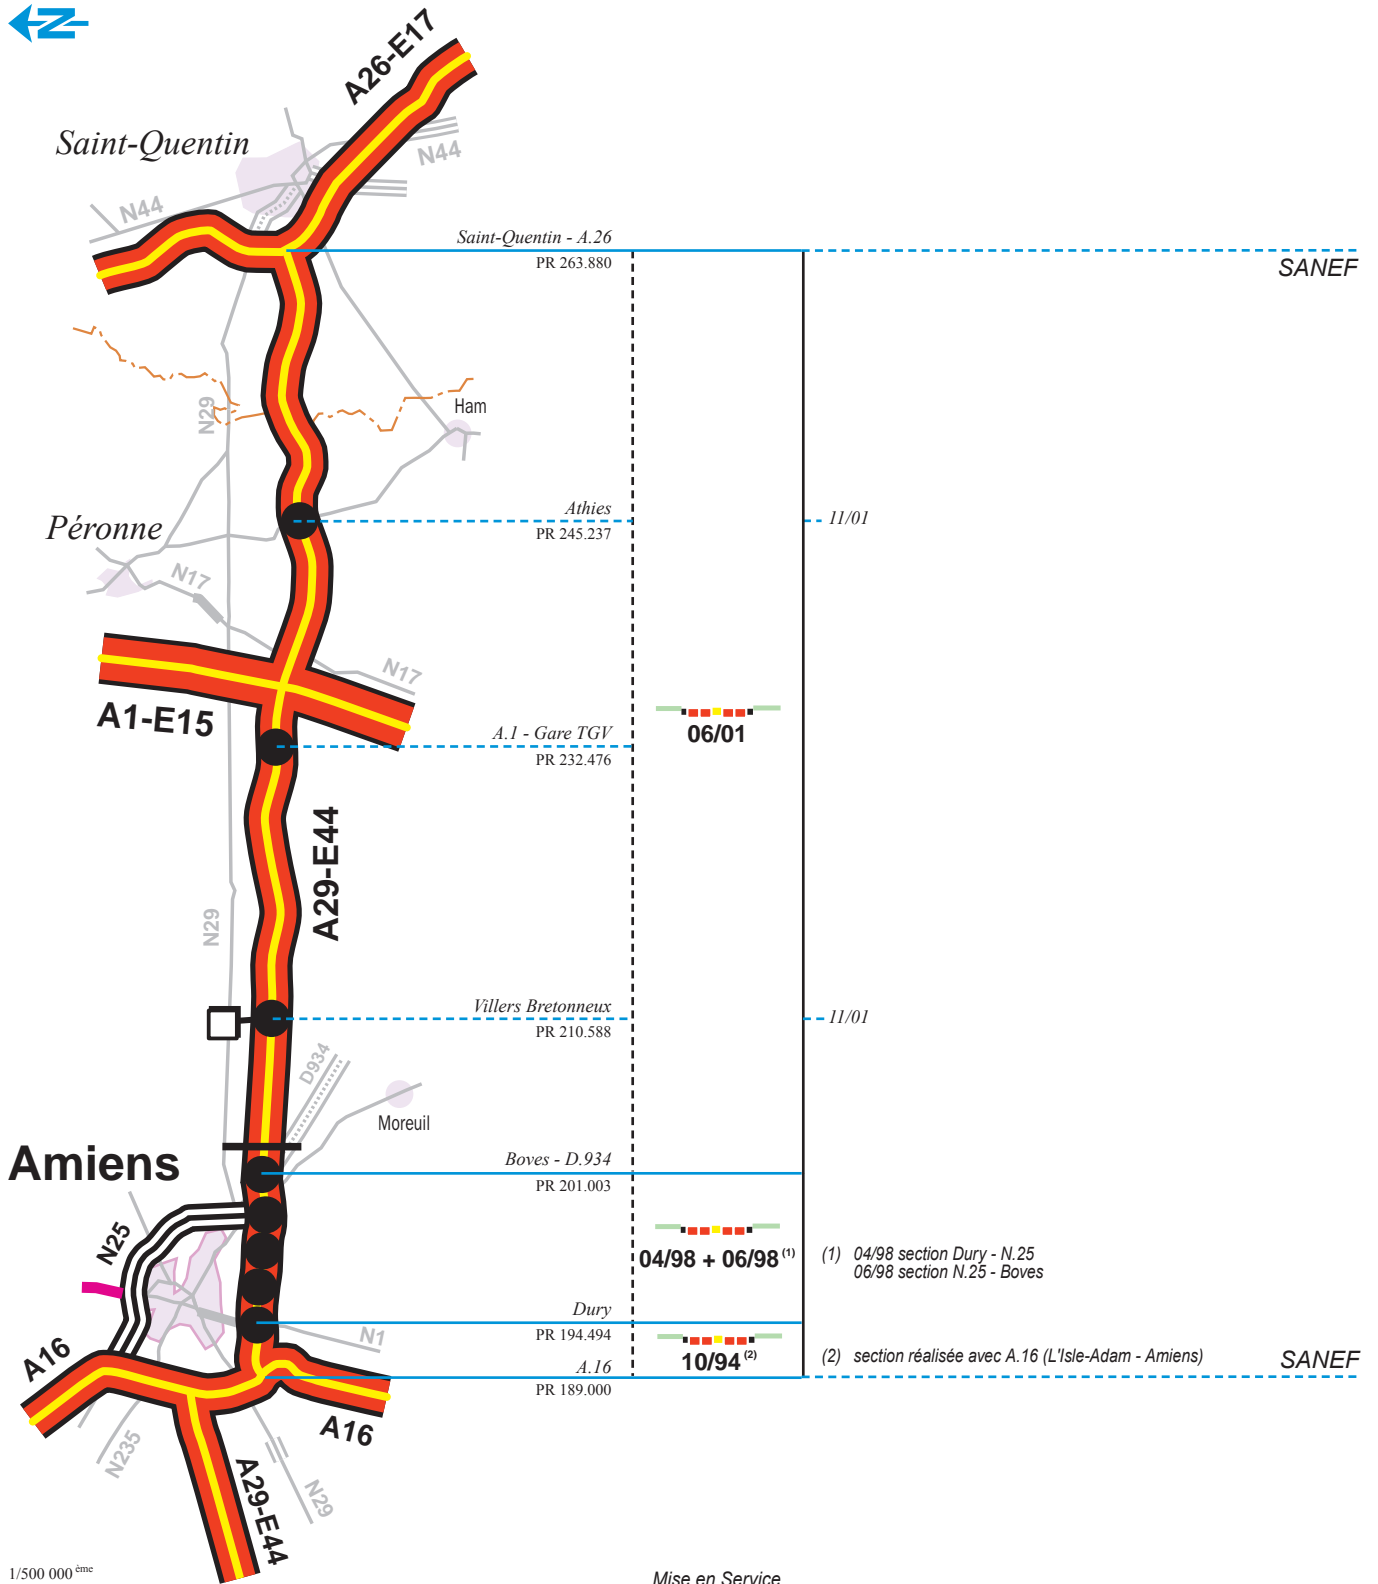 N
A26-E17
Saint-Quentin
N44
N44
Saint-Quentin - A.26
PR 263.880
SANEF
N29
Ham
Athies
PR 245.237
11/01
Péronne
N17
N17
A1-E15
A.1 - Gare TGV
PR 232.476
06/01
A29-E44
N29
Villers Bretonneux
PR 210.588
11/01
D934
Moreuil
Amiens
Boves - D.934
PR 201.003
N25
04/98 + 06/98 (1)
(1) 04/98 section Dury - N.25
06/98 section N.25 - Boves
Dury
PR 194.494
N1
10/94 (2)
(2) section réalisée avec A.16 (L'Isle-Adam - Amiens)
SANEF
A16
A.16
PR 189.000
A16
N235
N29
A29-E44
1/500 000 ème
Mise en Service